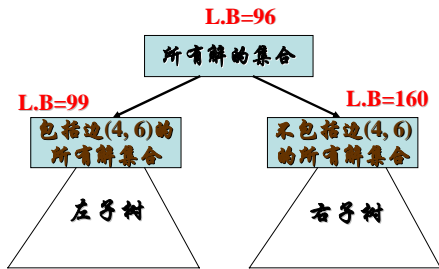 L.B=96
所有解的集合
L.B=99
L.B=160
包括边(4, 6)的
所有解集合
不包括边(4, 6)
的所有解集合
左子树
右子树